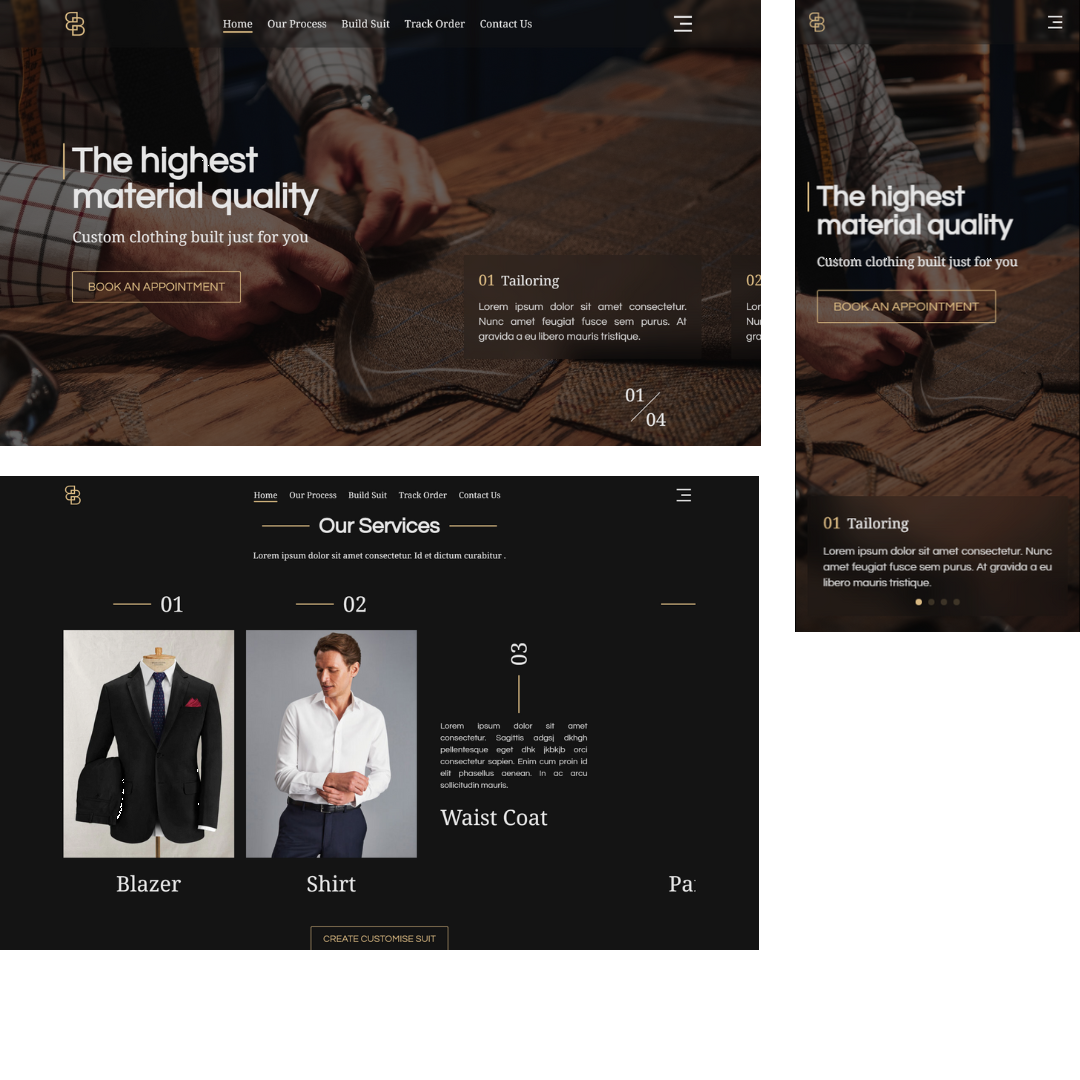 Home Our Process Build Suit Track Order Contact Us
The highest
material quality
Custom clothing built just for you
BOOK AN APPOINTMENT
01 Tailoring
Lorem ipsum dolor sit amet consectetur.
Nunc amet feugiat fusce sem purus. At
gravida a eu libero mauris tristique.
02
Lor
Nu
gra
01
04
The highest
material quality
Custom clothing built just for you
BOOK AN APPOINTMENT
01 Tailoring
Lorem ipsum dolor sit amet consectetur. Nunc
amet feugiat fusce sem purus. At gravida a eu
libero mauris tristique.
Home Our Process Build Suit Track Order Contact Us
Our Services
Lorem ipsum dolor sit amet consectetur. Id et dictum curabitur .
01
02
03
Lorem ipsum dolor sit amet
consectetur. Sagittis adgsj dkhgh
pellentesque eget dhk jkbkjb orci
consectetur sapien. Enim cum proin id
elit phasellus aenean. In ac arcu
sollicitudin mauris.
Waist Coat
Blazer
Shirt
Pa
CREATE CUSTOMISE SUIT